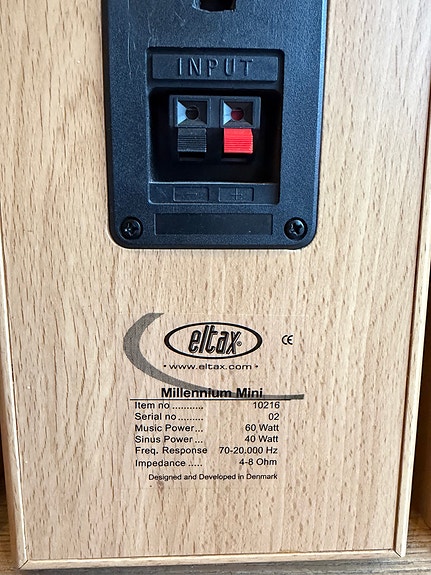 INPUT
- +
eltax®
CE
• www.eltax.com •
Millennium Mini
Item no ........... 10216
Serial no ......... 02
Music Power... 60 Watt
Sinus Power... 40 Watt
Freq. Response 70-20.000 Hz
Impedance ..... 4-8 Ohm
Designed and Developed in Denmark